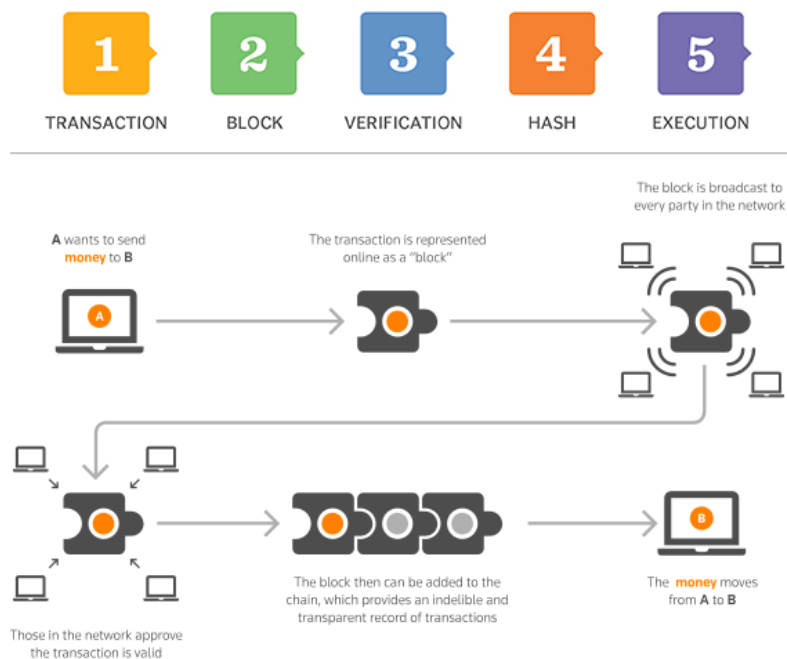 1
2
3
4
5
TRANSACTION
BLOCK
VERIFICATION
HASH
EXECUTION
A wants to send
money to B
A
The transaction is represented
online as a "block"
The block is broadcast to
every party in the network
Those in the network approve
the transaction is valid
The block then can be added to the
chain, which provides an indelible and
transparent record of transactions
B
The money moves
from A to B